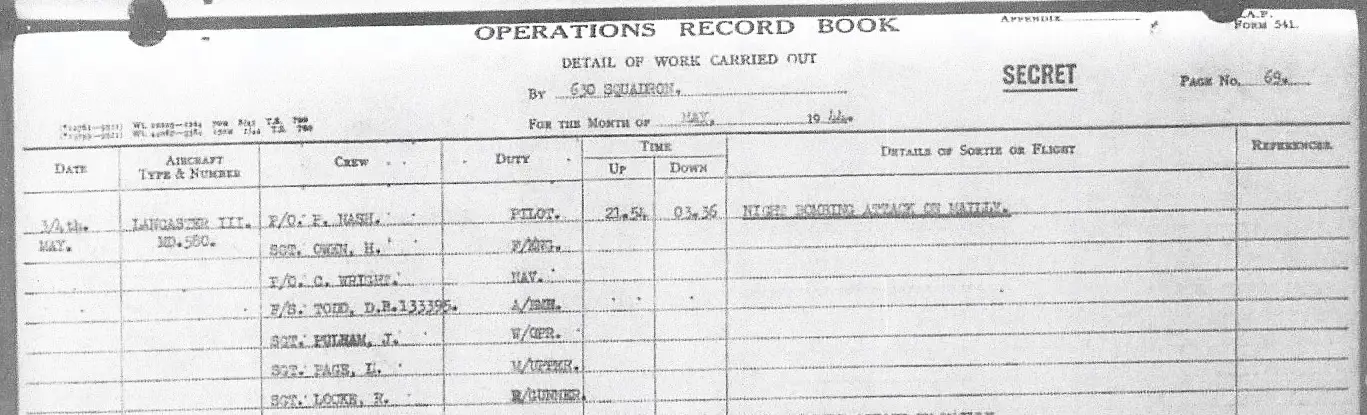 OPERATIONS RECORD BOOK
APPENDIX
FORM 541.
DETAIL OF WORK CARRIED OUT
SECRET
PAGE No. 69.
BY 630 SQUADRON.
FOR THE MONTH OF MAY, 19 44.
DATE AIRCRAFT TYPE & NUMBER CREW DUTY TIME UP DOWN DETAILS OF SORTIE OR FLIGHT REFERENCES.
3/4th. LANCASTER III. P/O. P. NASH. PILOT. 21.54 03.36 NIGHT BOMBING ATTACK ON MAILLY.
MAY. SGT. OWEN, H. F/ENG.
C. WRIGHT. NAV.
F/S. TODD, 133395. A/BMR.
SGT. PULHAM, J. W/OPR.
SGT. PAGE, L. M/UPPER.
SGT. LOCKE, R. R/GUNNER.